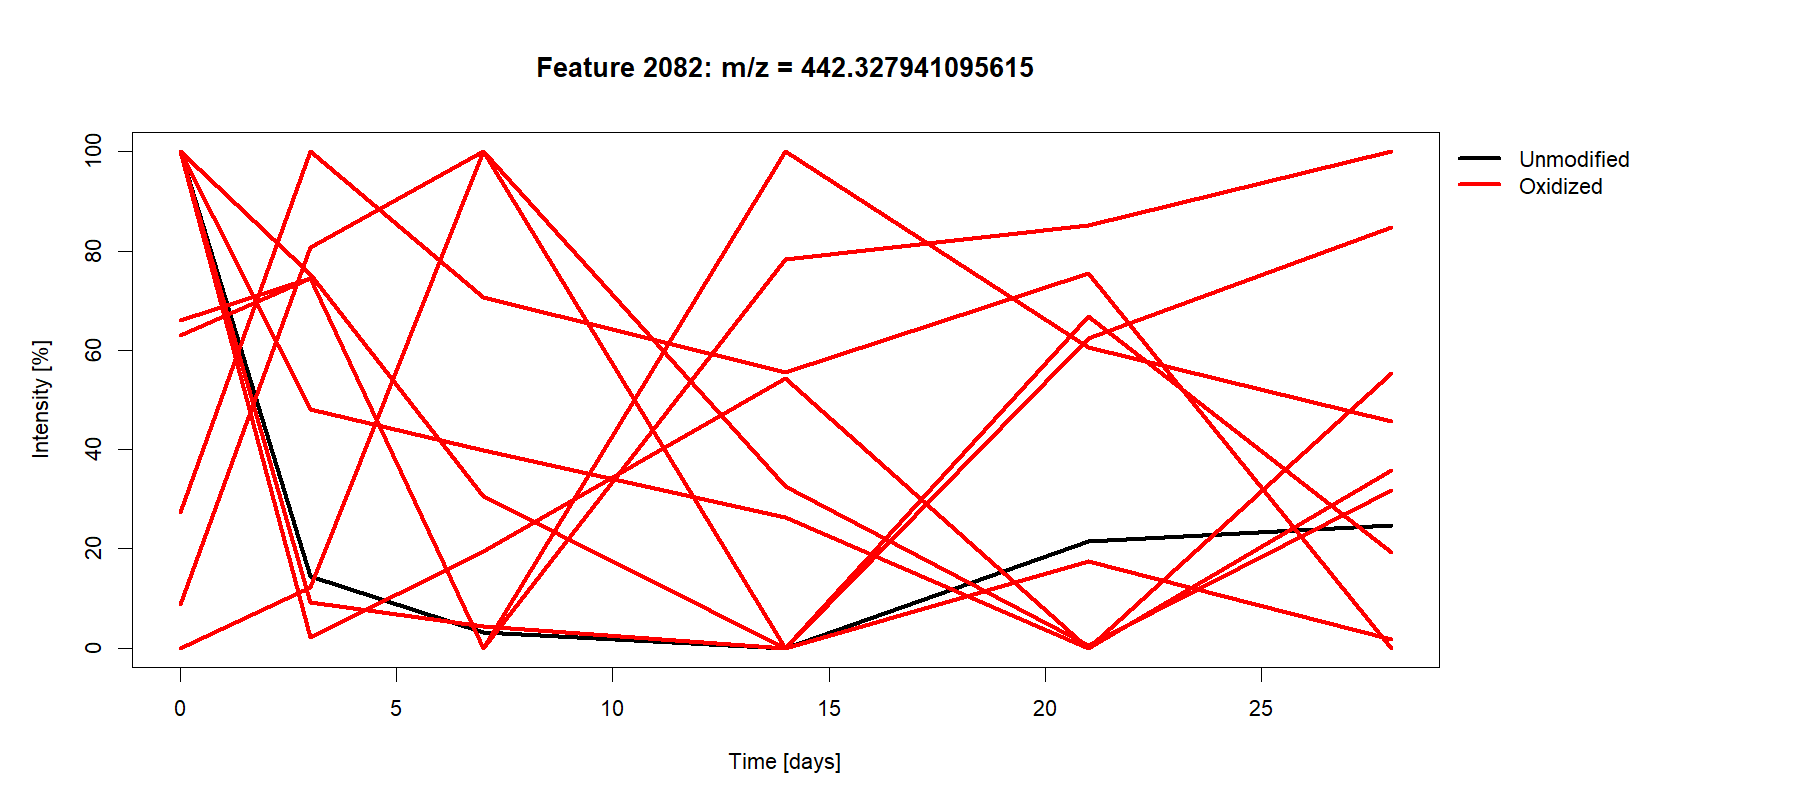 Feature 2082: m/z = 442.327941095615
Unmodified
Oxidized
Intensity [%]
100
80
60
40
20
0
0 5 10 15 20 25
Time [days]